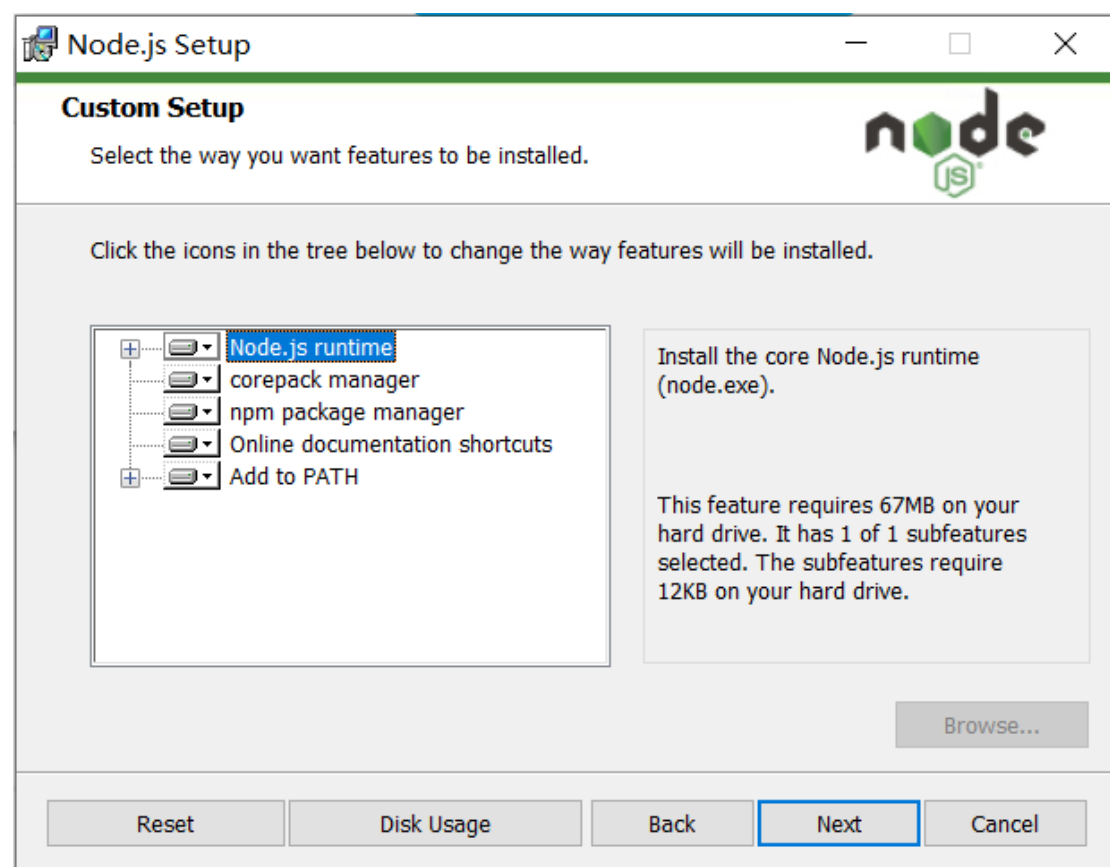 Node.js Setup
Custom Setup
Select the way you want features to be installed.
node
JS
Click the icons in the tree below to change the way features will be installed.
Node.js runtime
corepack manager
npm package manager
Online documentation shortcuts
Add to PATH
Install the core Node.js runtime
(node.exe).
This feature requires 67MB on your
hard drive. It has 1 of 1 subfeatures
selected. The subfeatures require
12KB on your hard drive.
Browse...
Reset
Disk Usage
Back
Next
Cancel